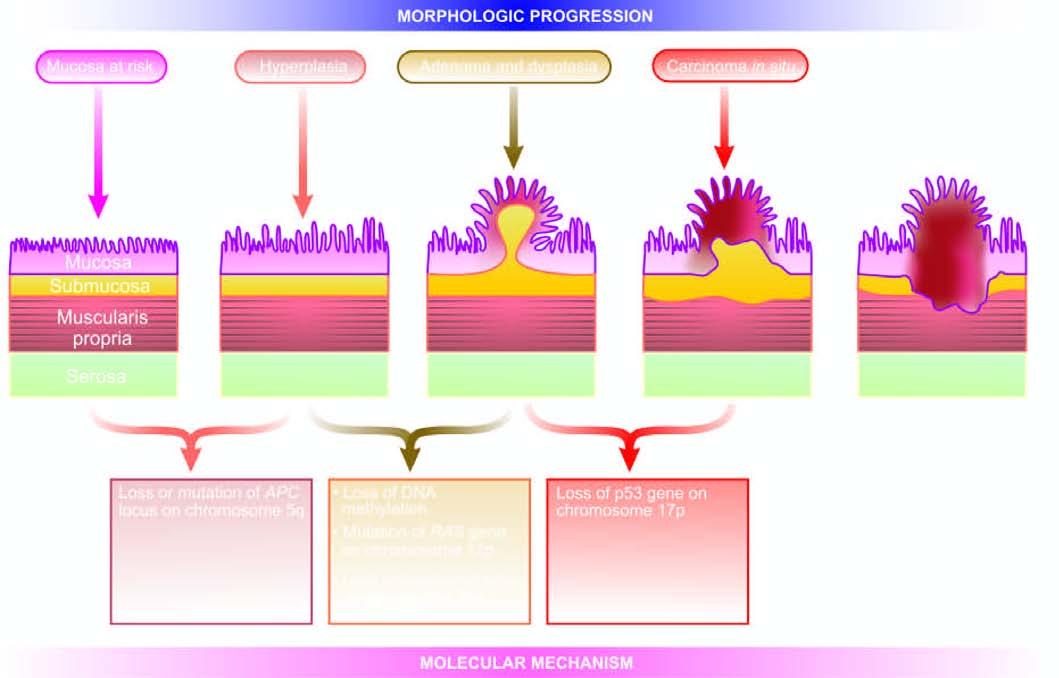 MORPHOLOGIC PROGRESSION
Mucosa at risk
Hyperplasia
Adenoma and dysplasia
Carcinoma in situ
Mucosa
Submucosa
Muscularis
propria
Serosa
Loss or mutation of APC
locus on chromosome 5q
• Loss of DNA
methylation
• Mutation of RAS gene
on chromosome 12p
Loss of p53 gene on
chromosome 17p
MOLECULAR MECHANISM